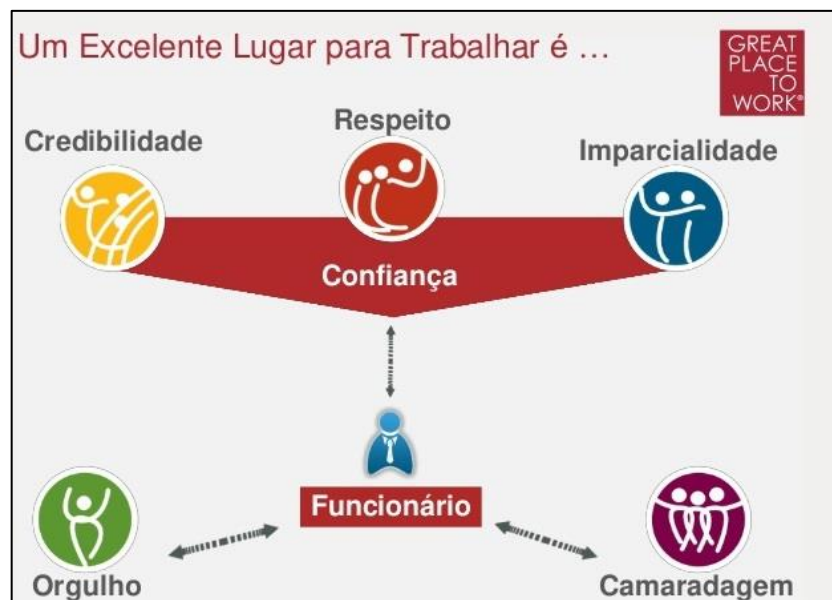 Um Excelente Lugar para Trabalhar é ...
GREAT
PLACE
TO
WORK®
Credibilidade
Respeito
Imparcialidade
Confiança
Funcionário
Orgulho
Camaradagem